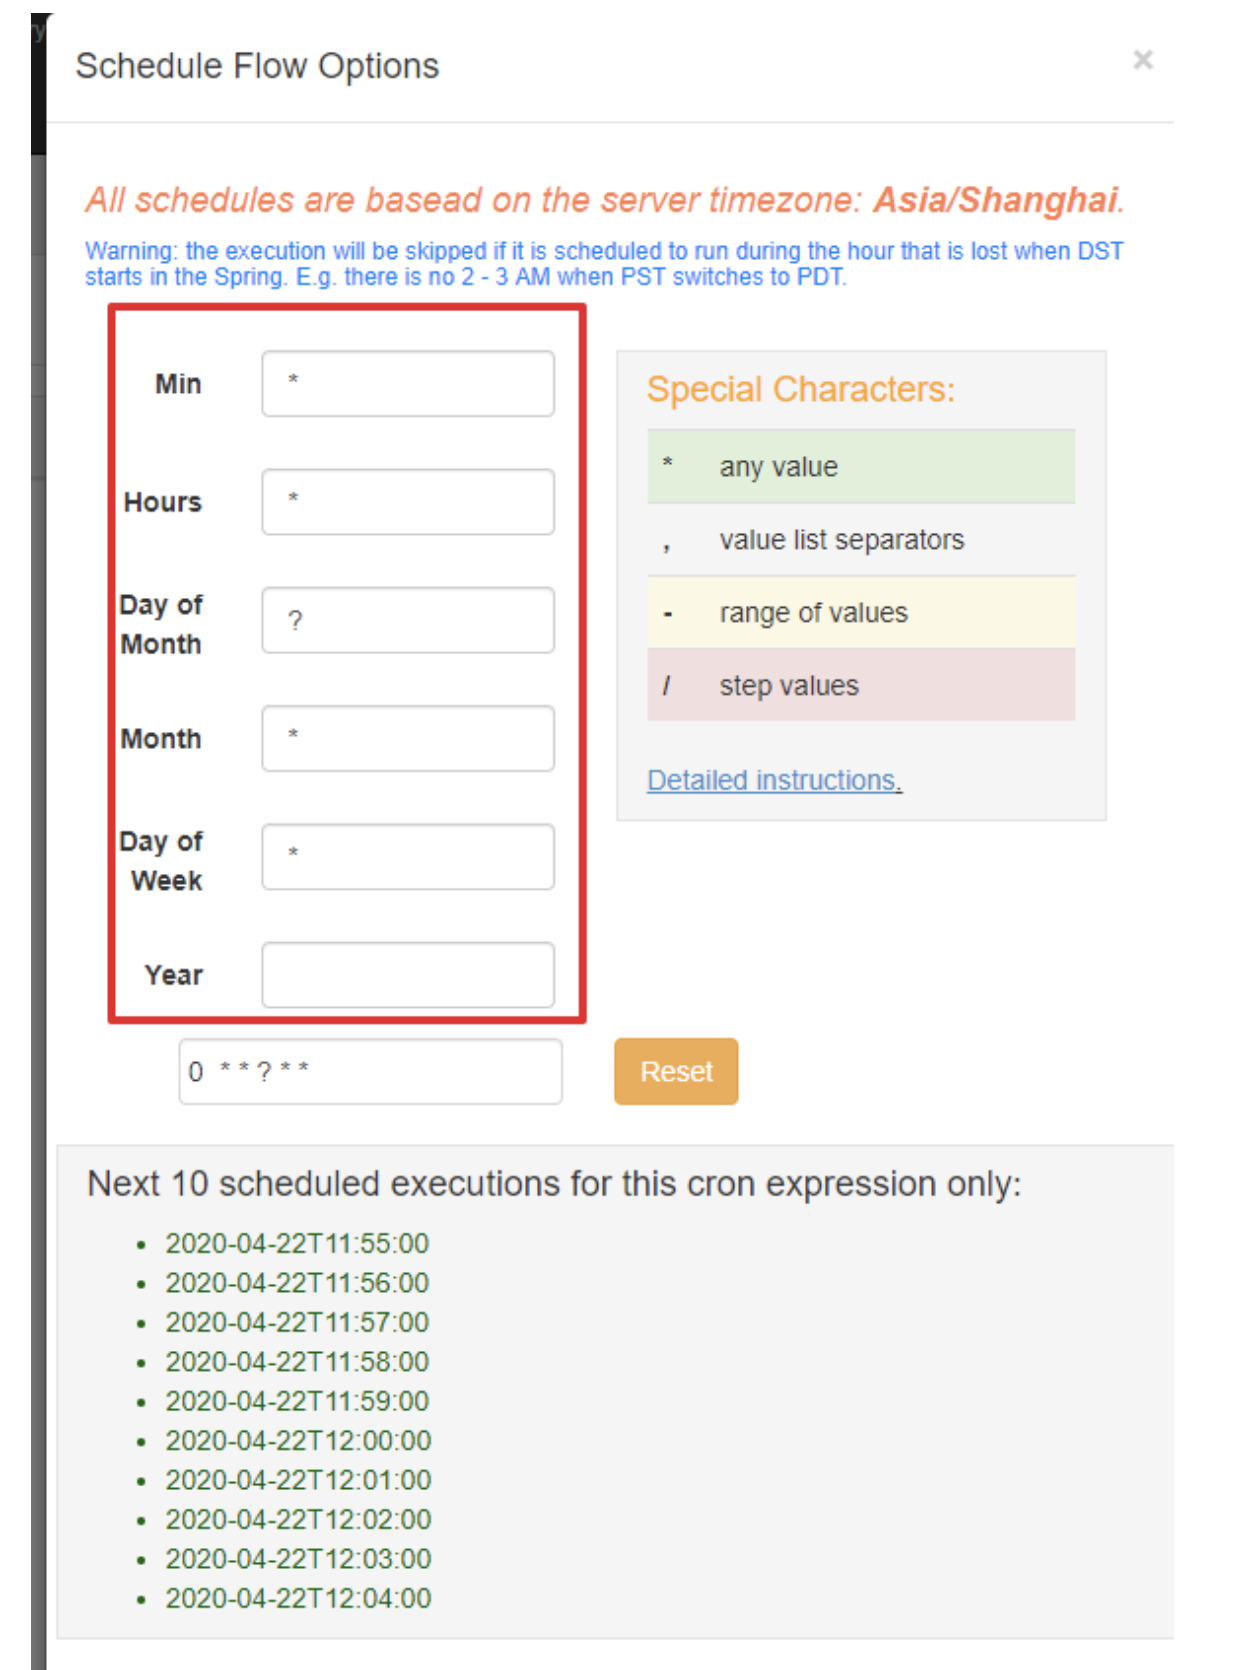 ry
Schedule Flow Options
×
All schedules are basead on the server timezone: Asia/Shanghai.
Warning: the execution will be skipped if it is scheduled to run during the hour that is lost when DST
starts in the Spring. E.g. there is no 2 - 3 AM when PST switches to PDT.
Min *
Hours *
Day of
Month
?
Month *
Day of
Week
*
Year
Special Characters:
* any value
, value list separators
- range of values
/ step values
Detailed instructions.
0 * * ? * *
Reset
Next 10 scheduled executions for this cron expression only:
• 2020-04-22T11:55:00
• 2020-04-22T11:56:00
• 2020-04-22T11:57:00
• 2020-04-22T11:58:00
• 2020-04-22T11:59:00
• 2020-04-22T12:00:00
• 2020-04-22T12:01:00
• 2020-04-22T12:02:00
• 2020-04-22T12:03:00
• 2020-04-22T12:04:00